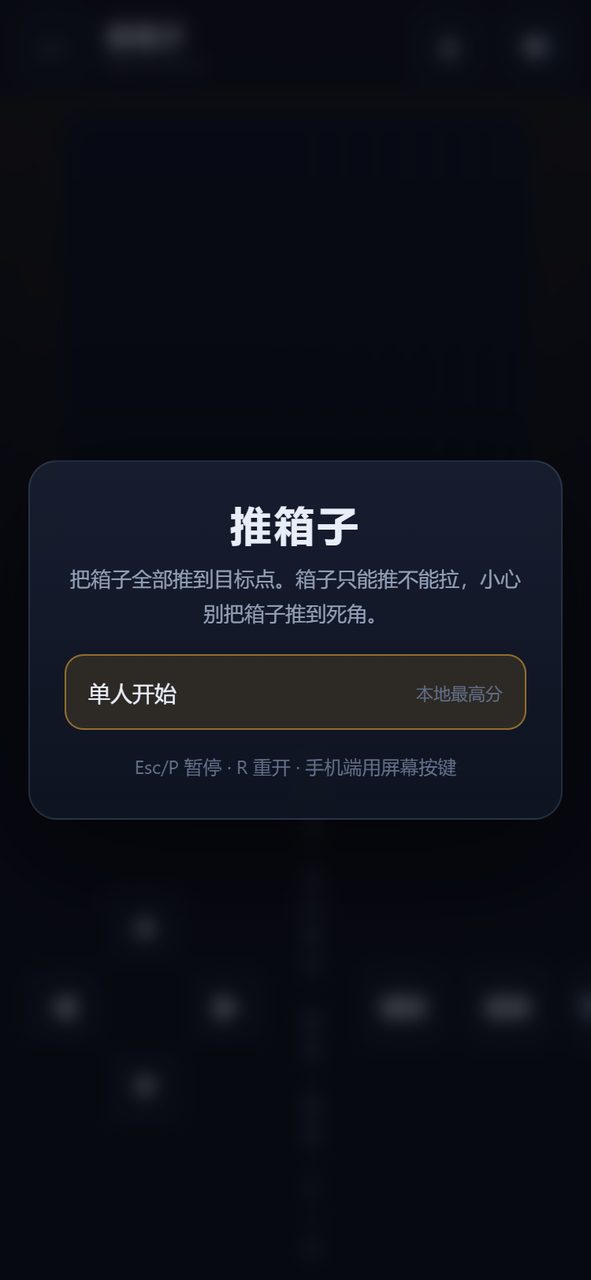 推箱子
把箱子全部推到目标点。箱子只能推不能拉，小心
别把箱子推到死角。
单人开始 本地最高分
Esc/P 暂停 · R 重开 · 手机端用屏幕按键